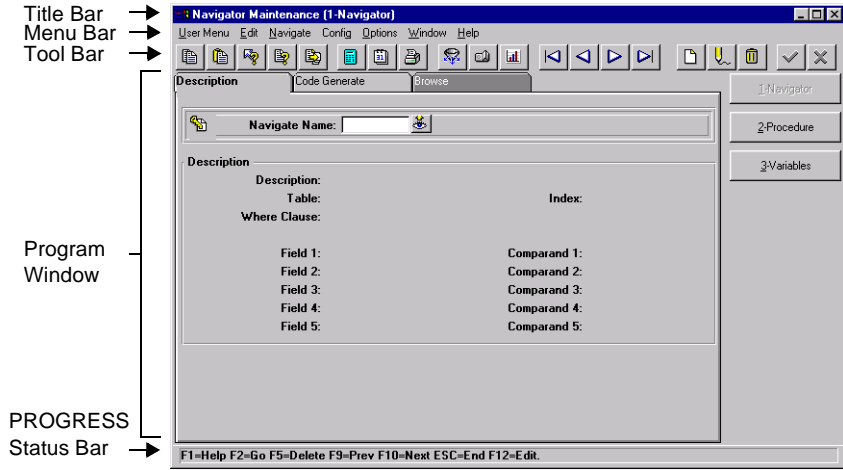 Title Bar
Navigator Maintenance (1-Navigator)
Menu Bar
User Menu Edit Navigate Config Options Window Help
Tool Bar
Description Code Generate Browse
1-Navigator
Navigate Name:
2-Procedure
Description
3-Variables
Description:
Table: Index:
Where Clause:
Program
Window
Field 1: Comparand 1:
Field 2: Comparand 2:
Field 3: Comparand 3:
Field 4: Comparand 4:
Field 5: Comparand 5:
PROGRESS
Status Bar
F1=Help F2=Go F5=Delete F9=Prev F10=Next ESC=End F12=Edit.